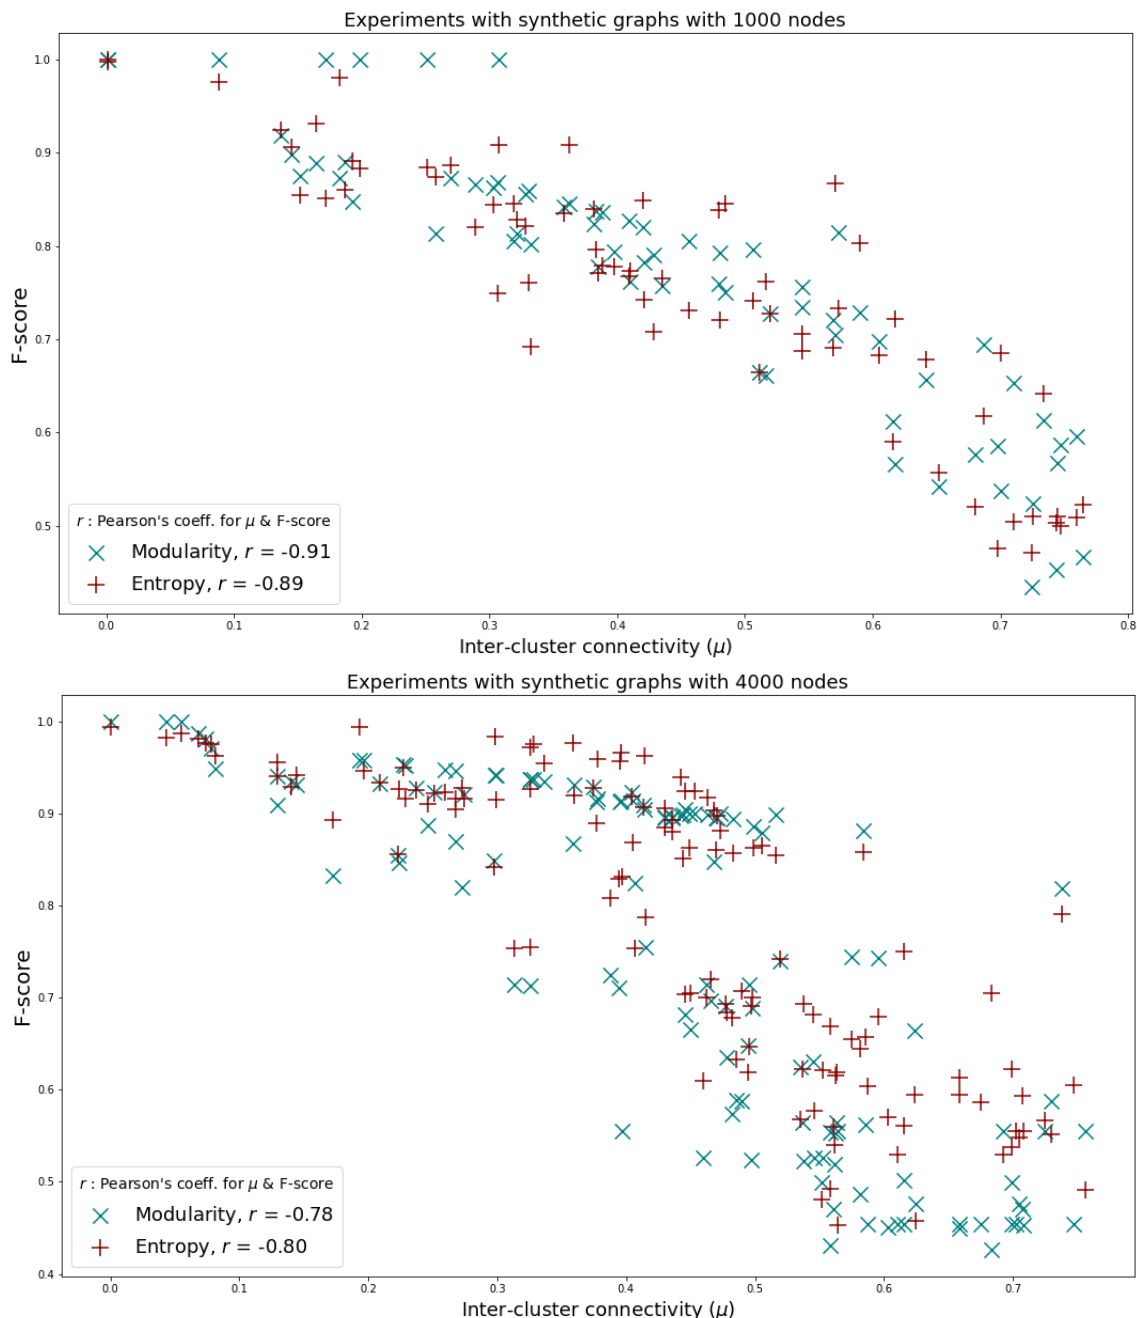 Experiments with synthetic graphs with 1000 nodes
1.0
0.9
0.8
0.7
0.6
0.5
F-score
r : Pearson's coeff. for μ & F-score
Modularity, r = -0.91
Entropy, r = -0.89
0.0 0.1 0.2 0.3 0.4 0.5 0.6 0.7 0.8
Inter-cluster connectivity (μ)
Experiments with synthetic graphs with 4000 nodes
1.0
0.9
0.8
0.7
0.6
0.5
0.4
F-score
r : Pearson's coeff. for μ & F-score
Modularity, r = -0.78
Entropy, r = -0.80
0.0 0.1 0.2 0.3 0.4 0.5 0.6 0.7
Inter-cluster connectivity (μ)